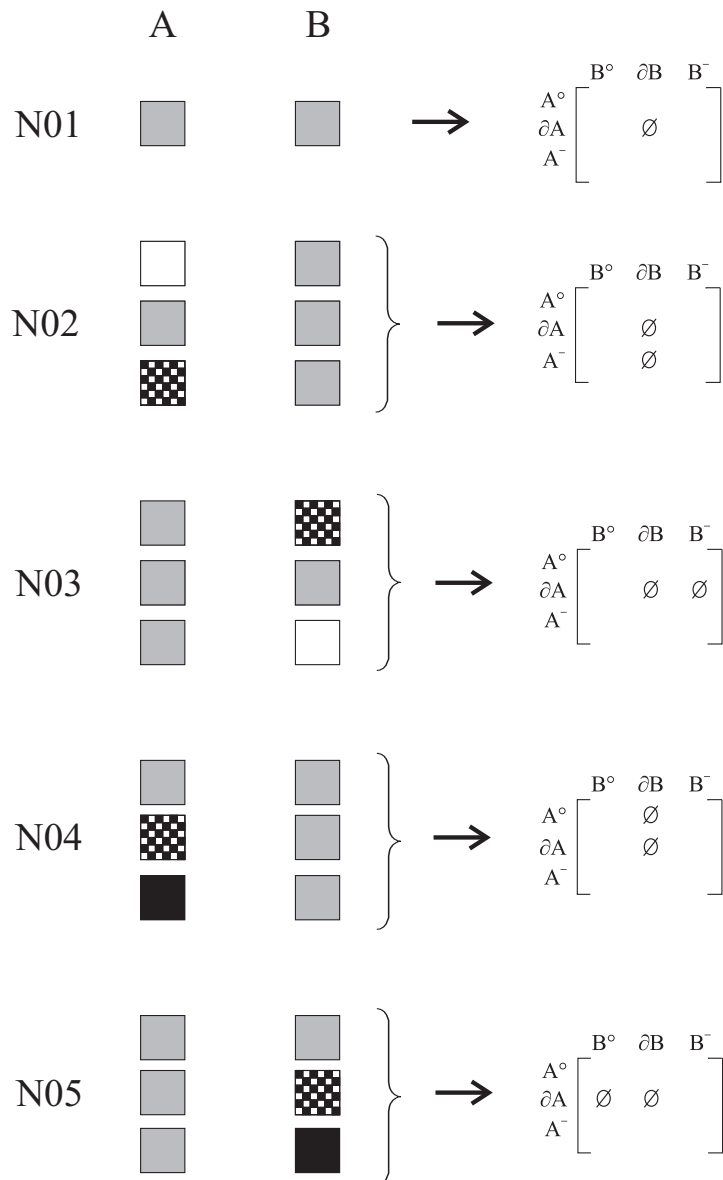 A B
B° ∂B B⁻
A°
N01 ∂A ∅
A⁻
B° ∂B B⁻
A°
N02 ∂A ∅
A⁻ ∅
B° ∂B B⁻
A°
N03 ∂A ∅ ∅
A⁻
B° ∂B B⁻
A° ∅
N04 ∂A ∅
A⁻
B° ∂B B⁻
A°
N05 ∂A ∅ ∅
A⁻